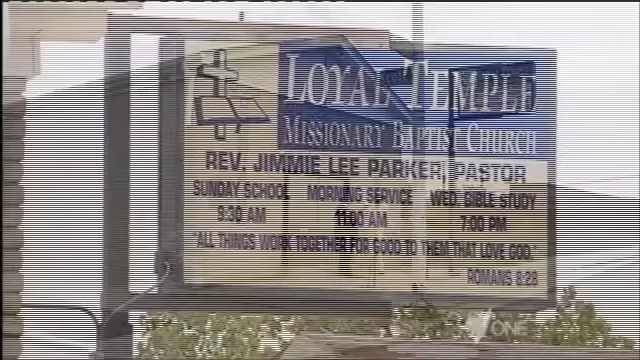 LOYAL TEMPLE
MISSIONARY BAPTIST CHURCH
REV. JIMMIE LEE PARKER, PASTOR
SUNDAY SCHOOL MORNING SERVICE WED. BIBLE STUDY
9:30 AM 11:00 AM 7:00 PM
"ALL THINGS WORK TOGETHER FOR GOOD TO THEM THAT LOVE GOD."
ROMANS 8:28
ONE